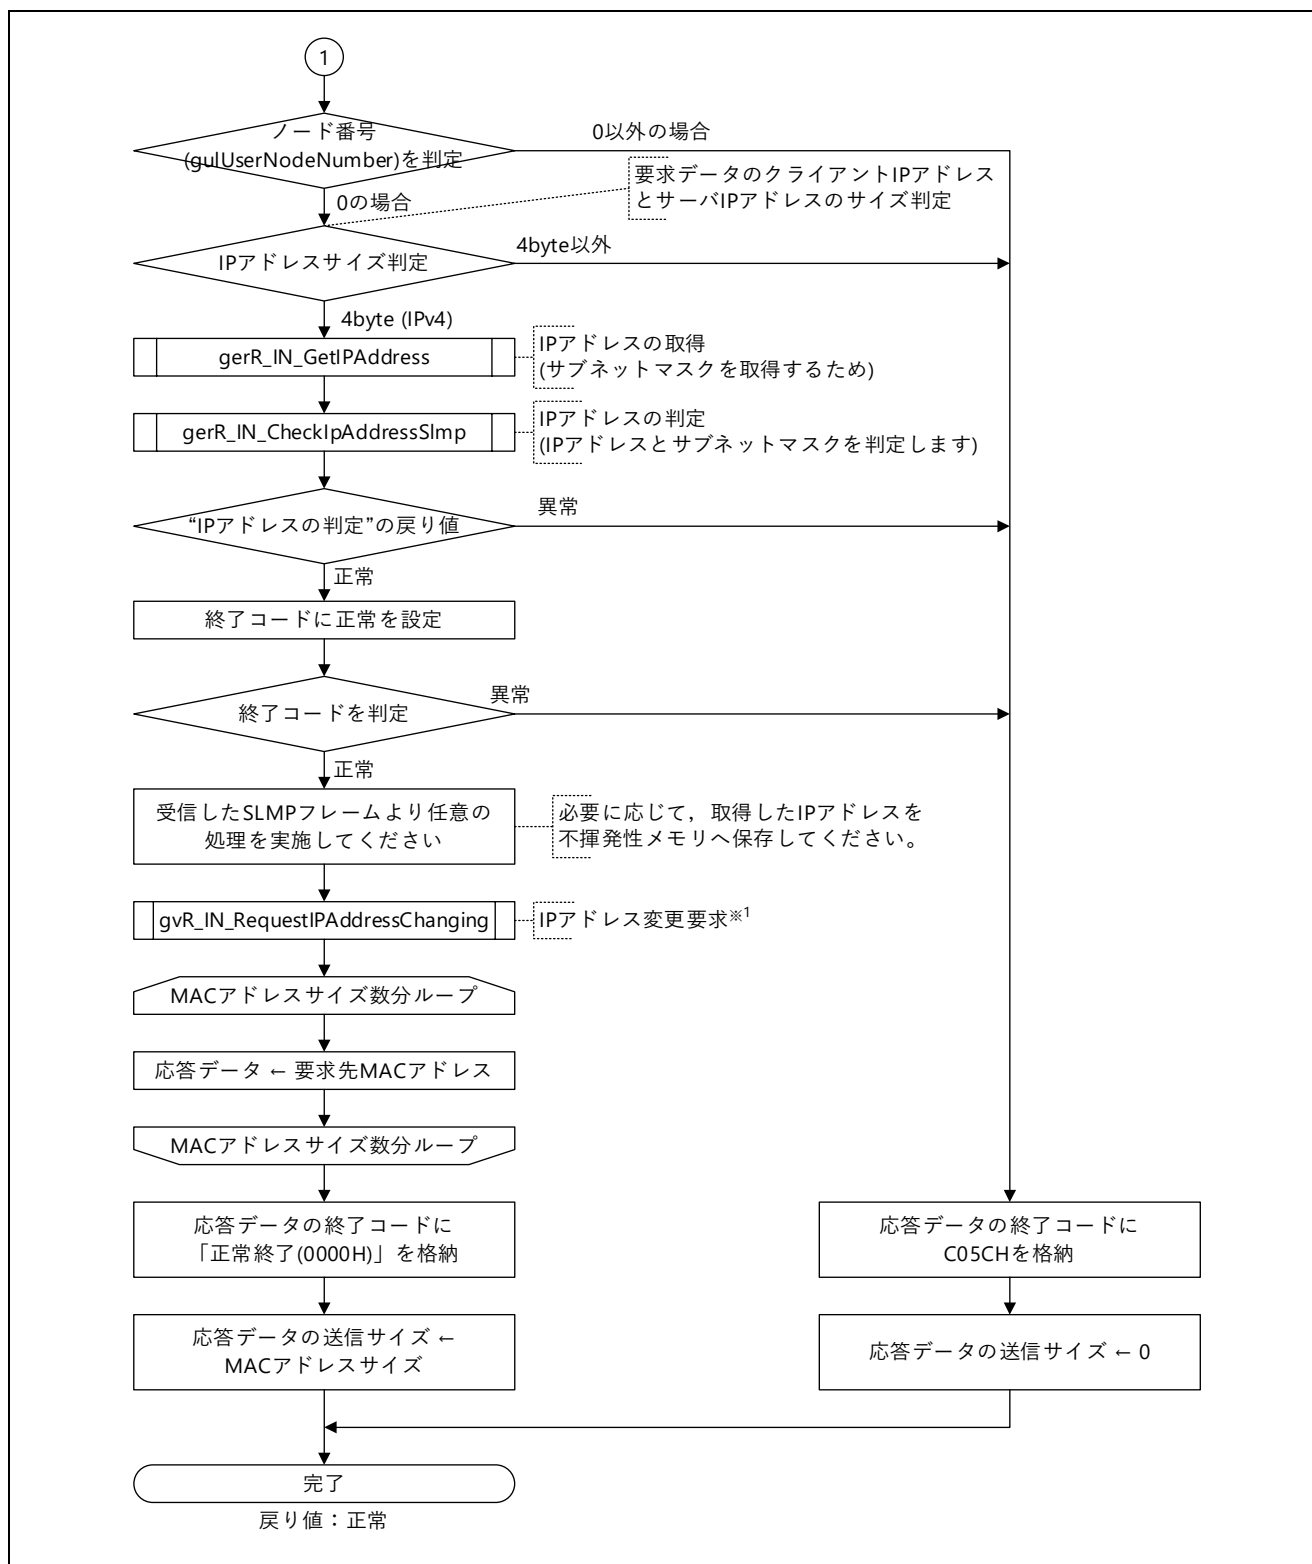 1
ノード番号
(gulUserNodeNumber)を判定
0以外の場合
要求データのクライアントIPアドレス
とサーバIPアドレスのサイズ判定
0の場合
IPアドレスサイズ判定
4byte以外
4byte (IPv4)
gerR_IN_GetIPAddress
IPアドレスの取得
(サブネットマスクを取得するため)
gerR_IN_CheckIpAddressSlmp
IPアドレスの判定
(IPアドレスとサブネットマスクを判定します)
“IPアドレスの判定”の戻り値
異常
正常
終了コードに正常を設定
終了コードを判定
異常
正常
受信したSLMPフレームより任意の
処理を実施してください
必要に応じて，取得したIPアドレスを
不揮発性メモリへ保存してください。
gvR_IN_RequestIPAddressChanging
IPアドレス変更要求※1
MACアドレスサイズ数分ループ
応答データ ← 要求先MACアドレス
MACアドレスサイズ数分ループ
応答データの終了コードに
「正常終了(0000H)」を格納
応答データの終了コードに
C05CHを格納
応答データの送信サイズ ←
MACアドレスサイズ
応答データの送信サイズ ← 0
完了
戻り値：正常